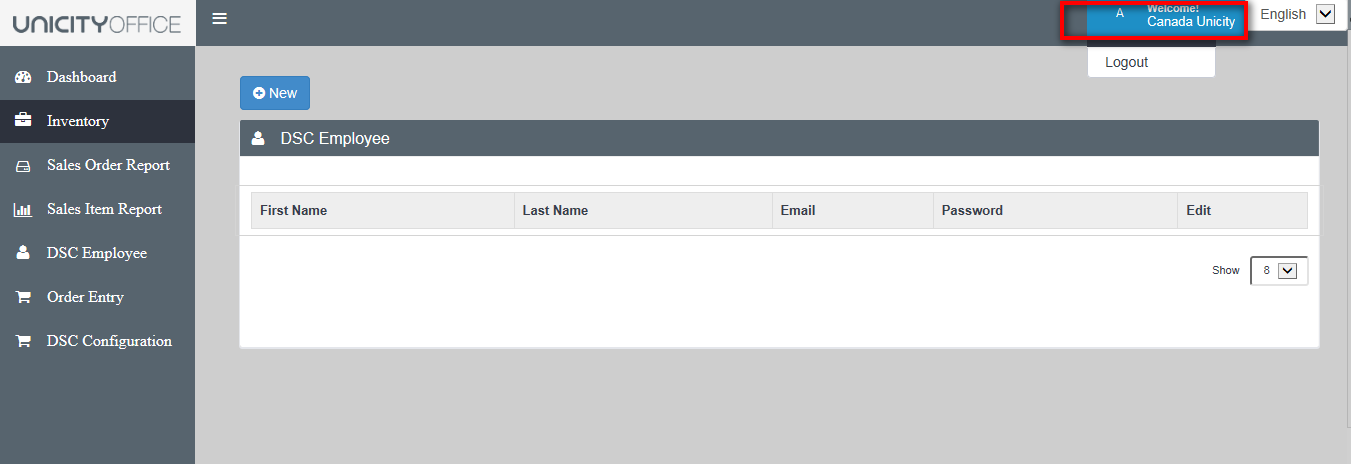 UNICITYOFFICE
A
Welcome!
Canada Unicity
English
Logout
Dashboard
Inventory
Sales Order Report
Sales Item Report
DSC Employee
Order Entry
DSC Configuration
New
DSC Employee
First Name Last Name Email Password Edit
Show 8